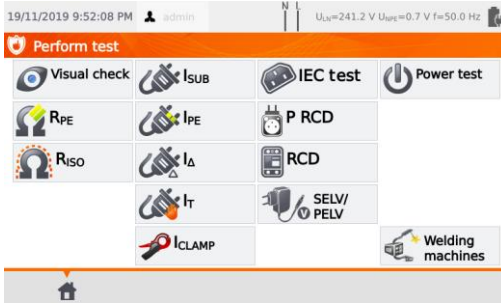 19/11/2019 9:52:08 PM admin N L ULN=241.2 V UNPE=0.7 V f=50.0 Hz
Perform test
Visual check ISUB IEC test Power test
RPE IPE P RCD
RISO IΔ RCD
IT SELV/
PELV
V
ICLAMP Welding
machines